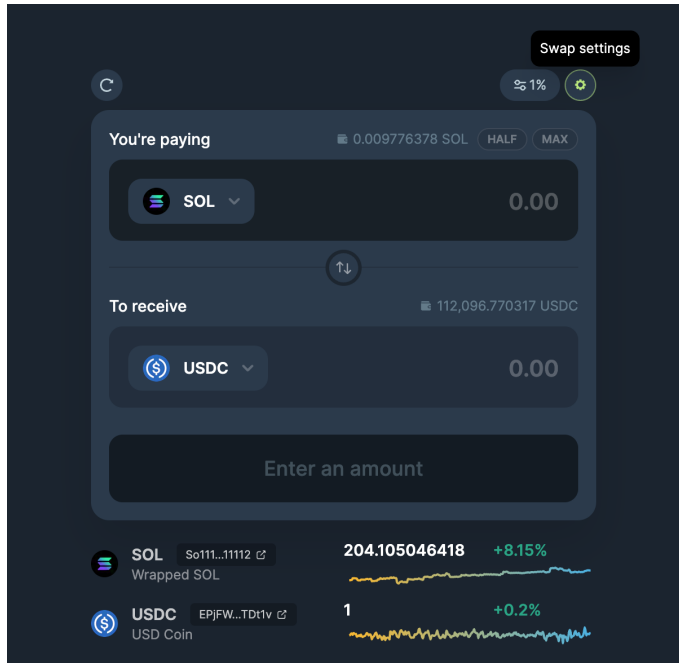 Swap settings
1%
You're paying
0.009776378 SOL HALF MAX
SOL 0.00
To receive
112,096.770317 USDC
USDC 0.00
Enter an amount
SOL So111...11112 204.105046418 +8.15%
Wrapped SOL
USDC EPjFW...TDt1v 1 +0.2%
USD Coin